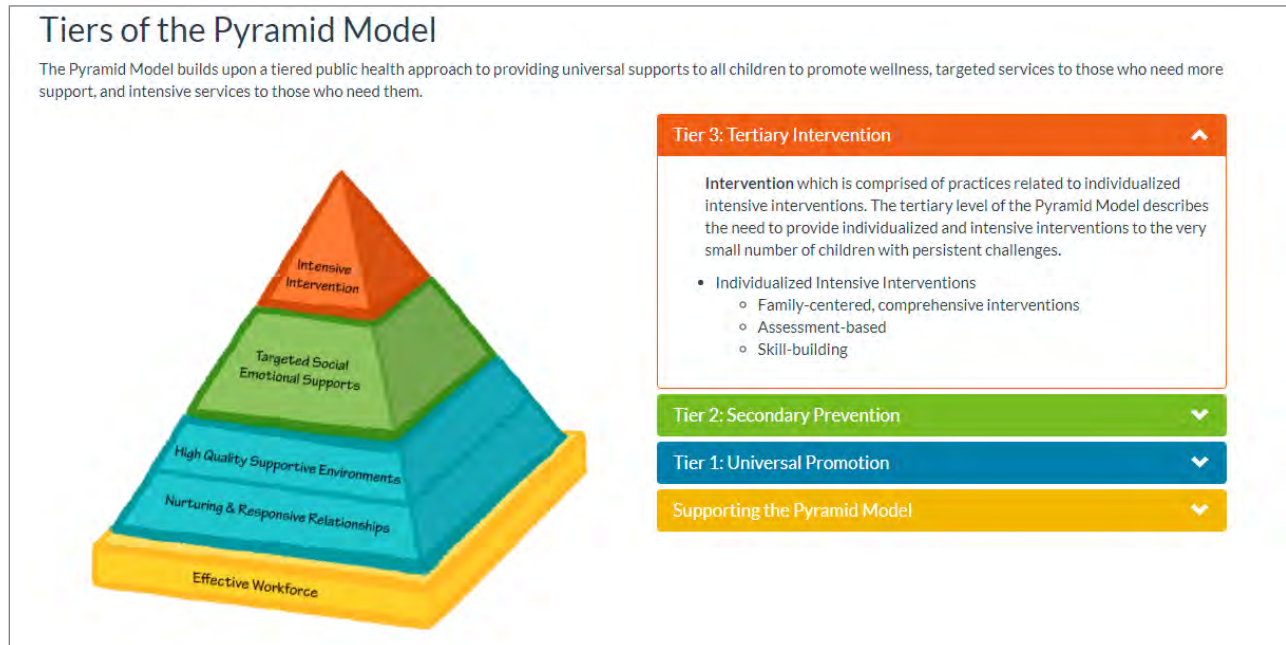 Tiers of the Pyramid Model
The Pyramid Model builds upon a tiered public health approach to providing universal supports to all children to promote wellness, targeted services to those who need more
support, and intensive services to those who need them.
Intensive
Intervention
Targeted Social
Emotional Supports
High Quality Supportive Environments
Nurturing & Responsive Relationships
Effective Workforce
Tier 3: Tertiary Intervention
Intervention which is comprised of practices related to individualized
intensive interventions. The tertiary level of the Pyramid Model describes
the need to provide individualized and intensive interventions to the very
small number of children with persistent challenges.
• Individualized Intensive Interventions
◦ Family-centered, comprehensive interventions
◦ Assessment-based
◦ Skill-building
Tier 2: Secondary Prevention
Tier 1: Universal Promotion
Supporting the Pyramid Model